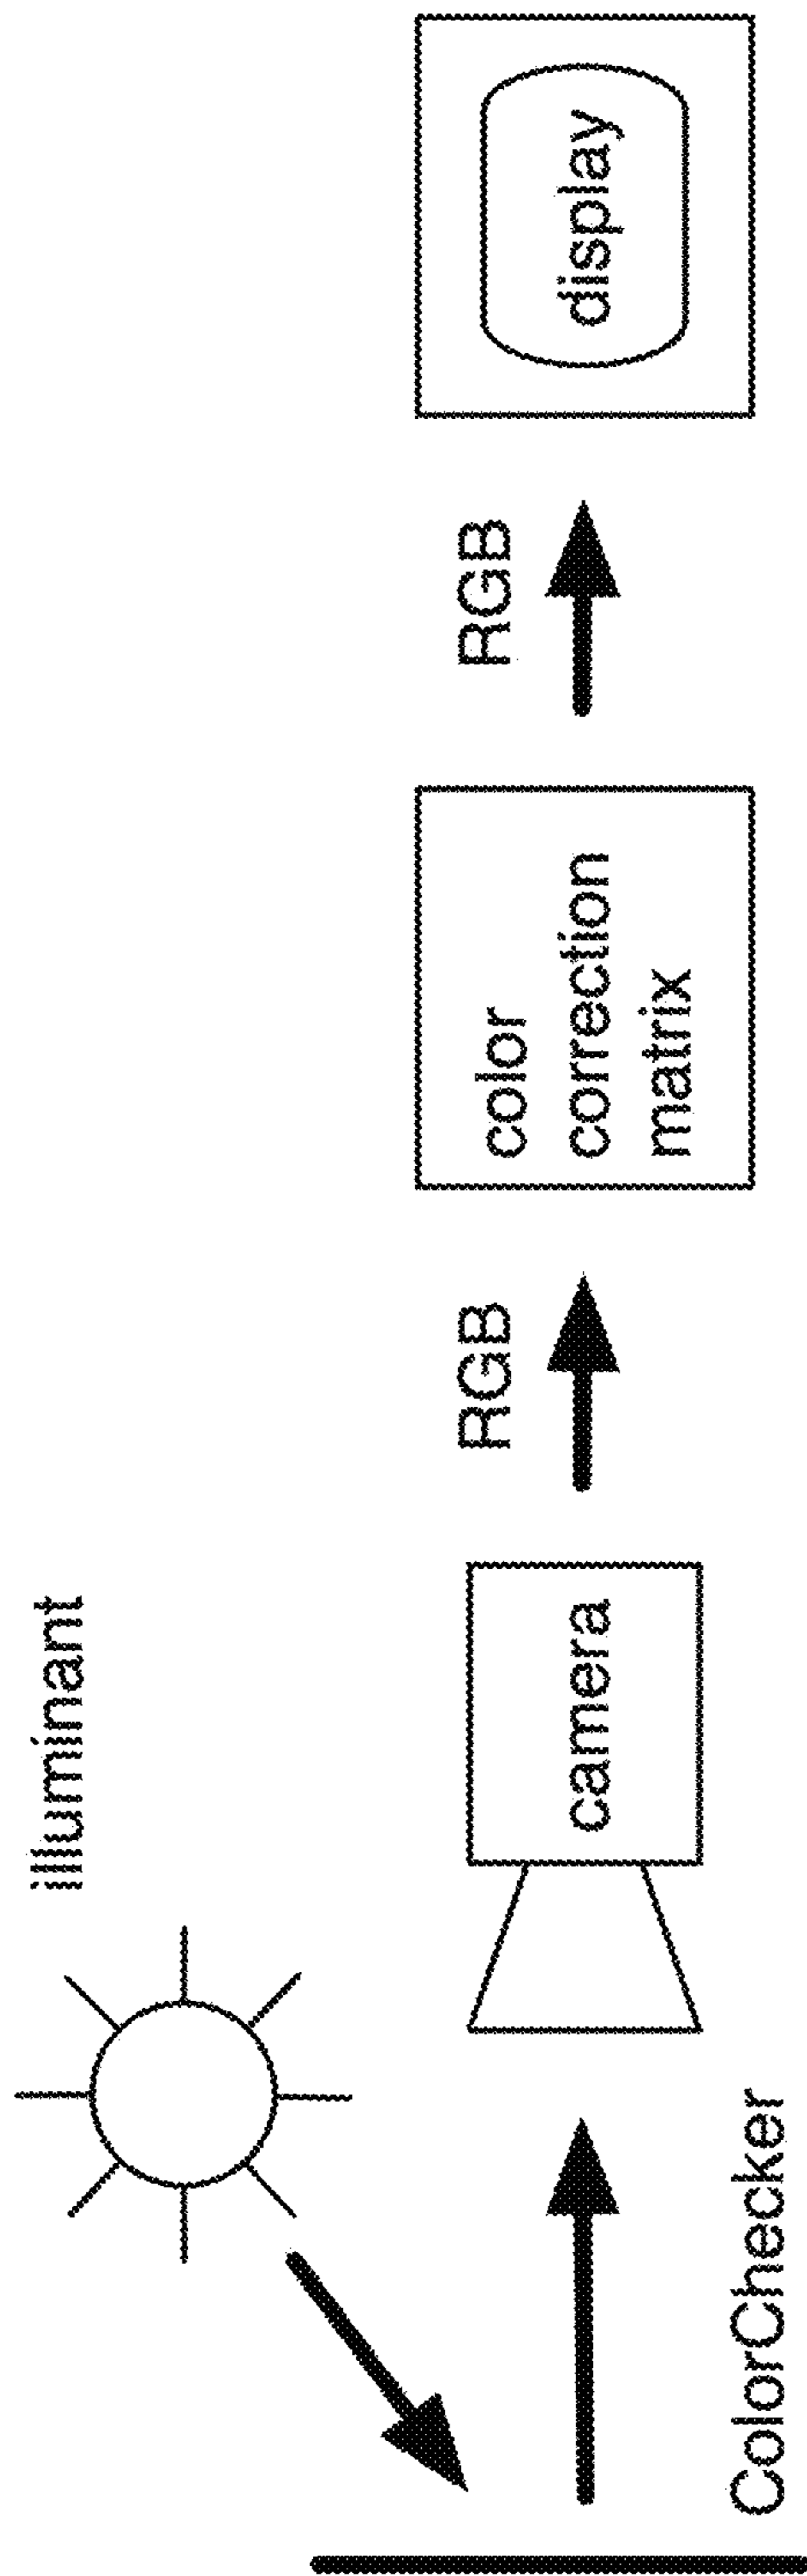 illuminant
ColorChecker
camera
RGB
color
correction
matrix
RGB
display